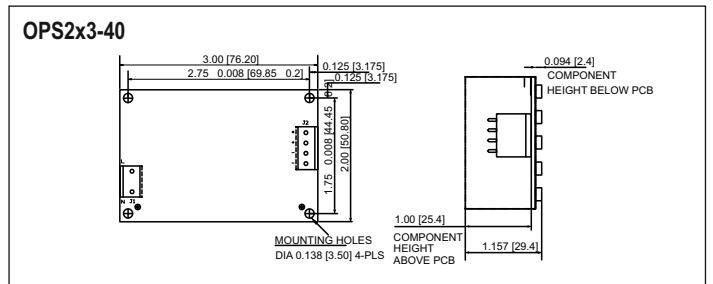 OPS2x3-40
3.00 [76.20]
2.75 0.008 [69.85 0.2]
0.125 [3.175]
0.125 [3.175]
1.75 0.008 [44.45 0.2]
2.00 [50.80]
J2
+
+
-
-
L
N J1
MOUNTING HOLES
DIA 0.138 [3.50] 4-PLS
0.094 [2.4]
COMPONENT
HEIGHT BELOW PCB
1.00 [25.4]
COMPONENT
HEIGHT
ABOVE PCB
1.157 [29.4]